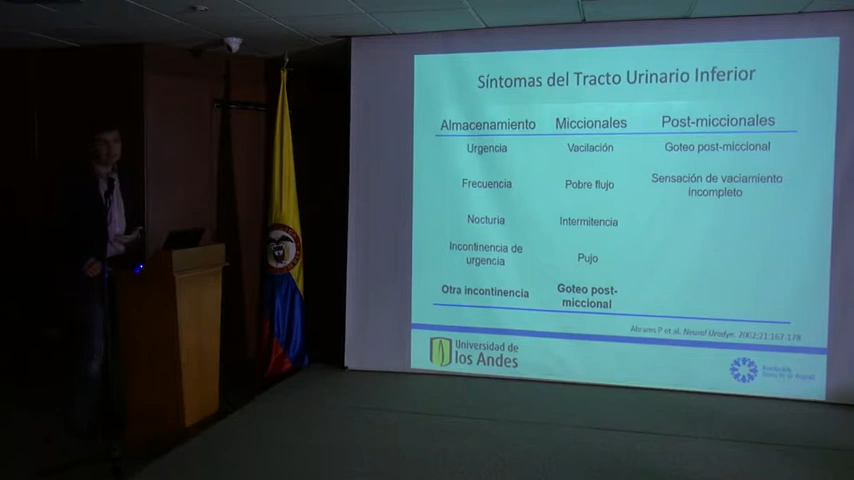 Síntomas del Tracto Urinario Inferior
Almacenamiento Miccionales Post-miccionales
Urgencia Vacilación Goteo post-miccional
Frecuencia Pobre flujo Sensación de vaciamiento
incompleto
Nocturia Intermitencia
Incontinencia de
urgencia
Pujo
Otra incontinencia Goteo post-
miccional
Abrams P et al. Neurol Urodyn. 2002;21:167-178
Universidad de
los Andes